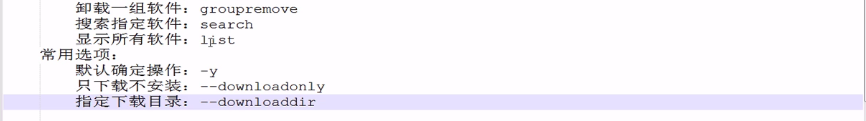 卸载一组软件：groupremove
搜索指定软件：search
显示所有软件：list
常用选项：
默认确定操作：-y
只下载不安装：--downloadonly
指定下载目录：--downloaddir